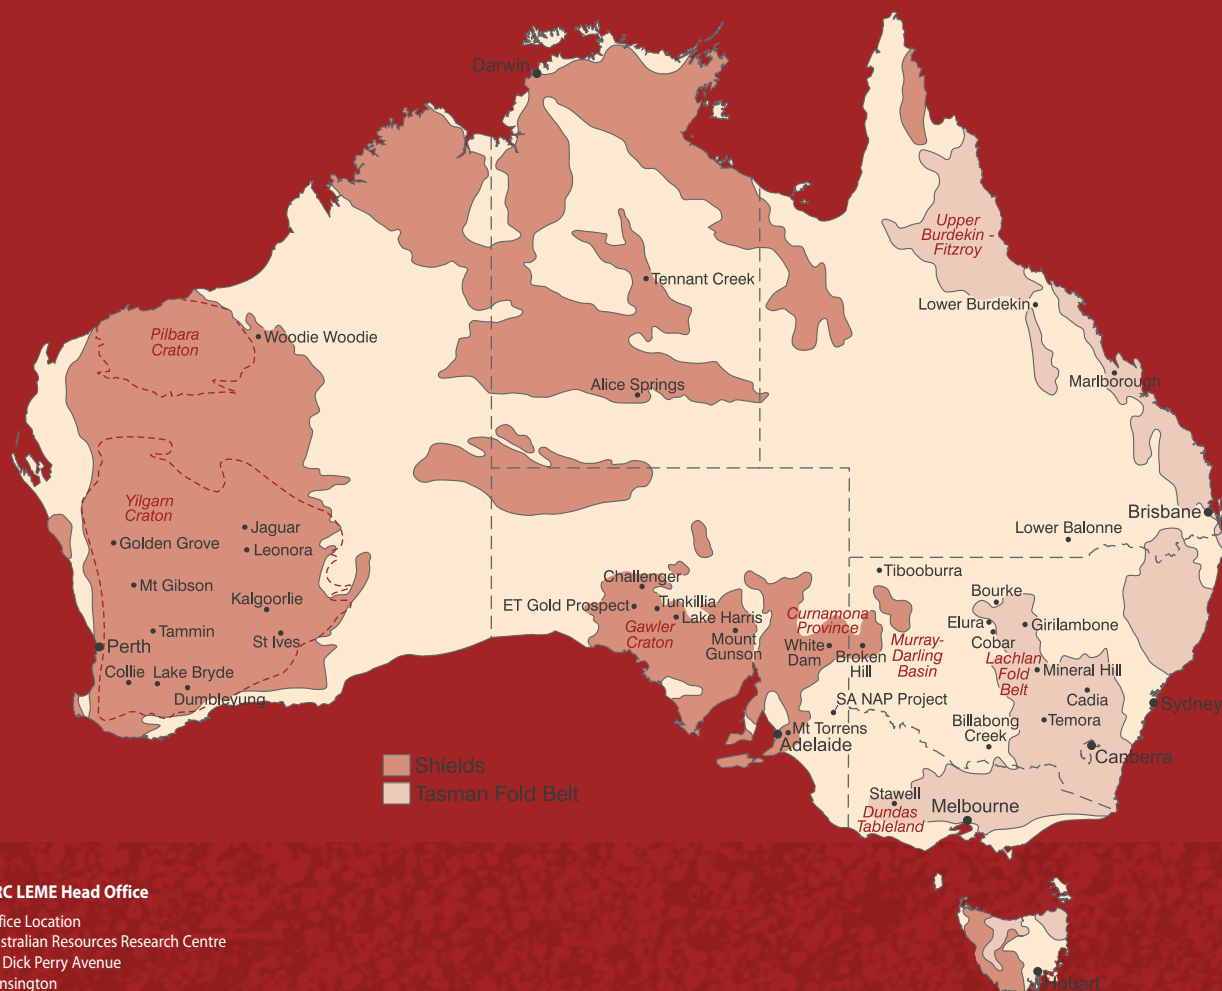 Darwin
Upper
Burdekin -
Fitzroy
Tennant Creek
Lower Burdekin
Pilbara
Craton
Woodie Woodie
Alice Springs
Marlborough
Yilgarn
Craton
Jaguar
Golden Grove
Leonora
Brisbane
Lower Balonne
Mt Gibson
Kalgoorlie
Challenger
Tibooburra
ET Gold Prospect
Tunkillia
Lake Harris
Gawler
Craton
Mount
Gunson
Curnamona
Province
White
Dam
Broken
Hill
Bourke
Elura
Cobar
Girilambone
Murray-
Darling
Basin
Lachlan
Fold
Belt
Mineral Hill
Perth
Tammin
St Ives
Collie
Lake Bryde
Dumbleyung
Cadia
Sydney
SA NAP Project
Temora
Billabong
Creek
Mt Torrens
Adelaide
Canberra
Shields
Tasman Fold Belt
Stawell
Dundas
Tableland
Melbourne
RC LEME Head Office
fice Location
stralian Resources Research Centre
Dick Perry Avenue
nsington
Hobart